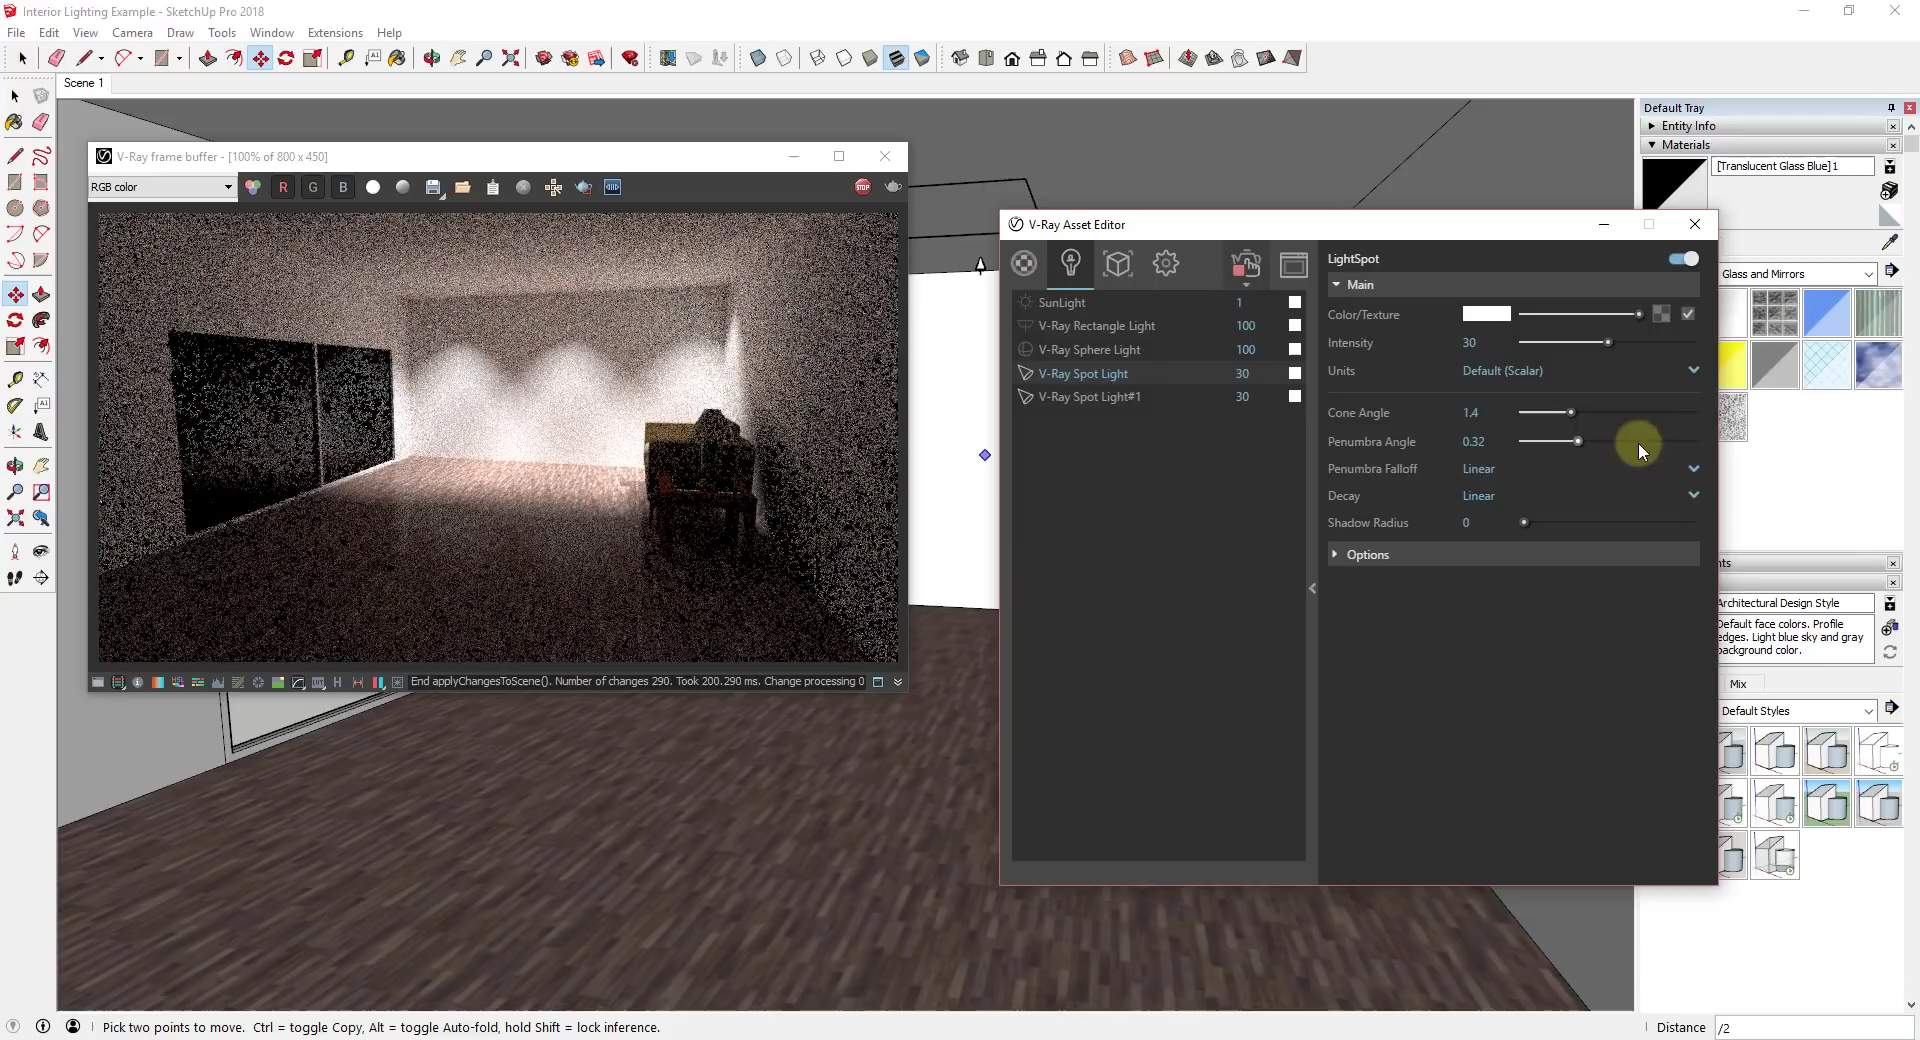 Interior Lighting Example - SketchUp Pro 2018
File Edit View Camera Draw Tools Window Extensions Help
Scene 1
V-Ray frame buffer - [100% of 800 x 450]
RGB color
R G B
End applyChangesToScene(). Number of changes 290. Took 200.290 ms. Change processing 0
V-Ray Asset Editor
SunLight 1
V-Ray Rectangle Light 100
V-Ray Sphere Light 100
V-Ray Spot Light 30
V-Ray Spot Light#1 30
LightSpot
Main
Color/Texture
Intensity 30
Units Default (Scalar)
Cone Angle 1.4
Penumbra Angle 0.32
Penumbra Falloff Linear
Decay Linear
Shadow Radius 0
Options
Default Tray
Entity Info
Materials
[Translucent Glass Blue]1
Glass and Mirrors
nts
Architectural Design Style
Default face colors. Profile
edges. Light blue sky and gray
background color.
Mix
Default Styles
Pick two points to move. Ctrl = toggle Copy, Alt = toggle Auto-fold, hold Shift = lock inference.
Distance /2